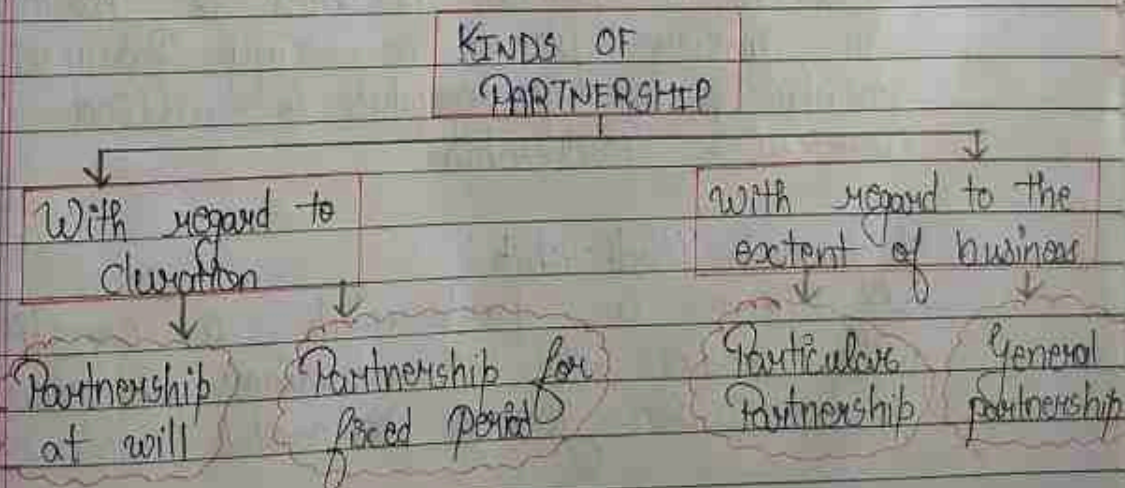 KINDS OF
PARTNERSHIP
With regard to
duration
With regard to the
extent of business
Partnership
at will
Partnership for
fixed period
Particular
Partnership
General
partnership